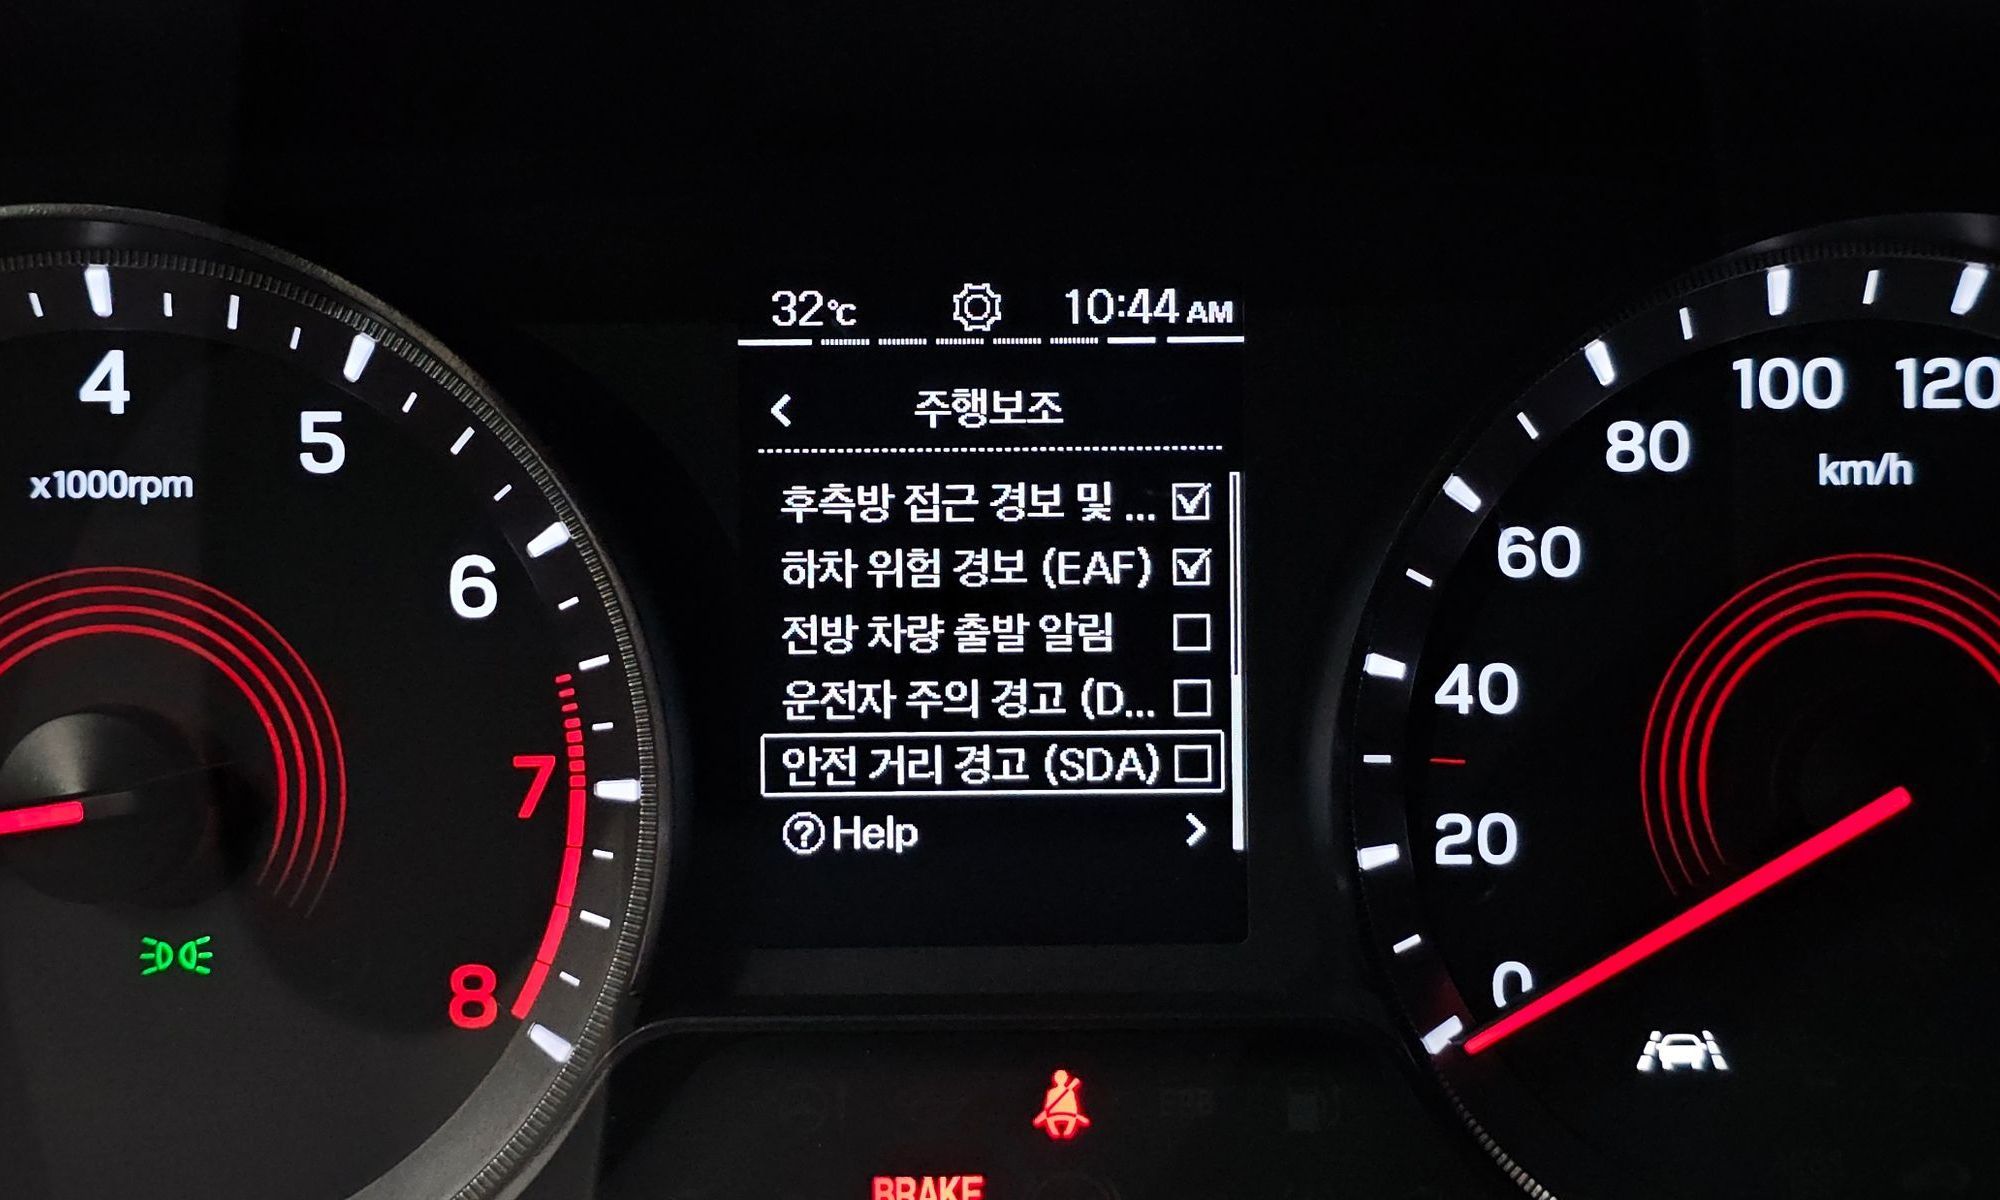 32°C 10:44 AM
주행보조
후측방 접근 경보 및 ...
하차 위험 경보 (EAF)
전방 차량 출발 알림
운전자 주의 경고 (D...
안전 거리 경고 (SDA)
Help
4
5
6
7
8
x1000rpm
0
20
40
60
80
100
120
km/h
BRAKE